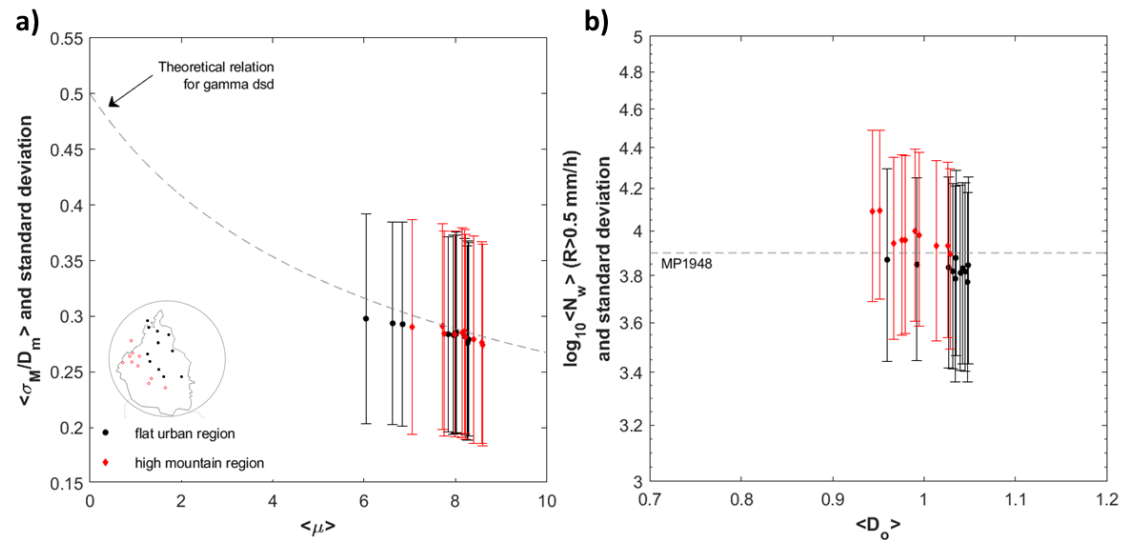 a)
0.55
0.5
0.45
0.4
0.35
0.3
0.25
0.2
0.15
<σM/Dm> and standard deviation
Theoretical relation
for gamma dsd
flat urban region
high mountain region
0 2 4 6 8 10
<μ>
b)
5
4.8
4.6
4.4
4.2
4
3.8
3.6
3.4
3.2
3
log10<Nw> (R>0.5 mm/h)
and standard deviation
MP1948
0.7 0.8 0.9 1 1.1 1.2
<Do>